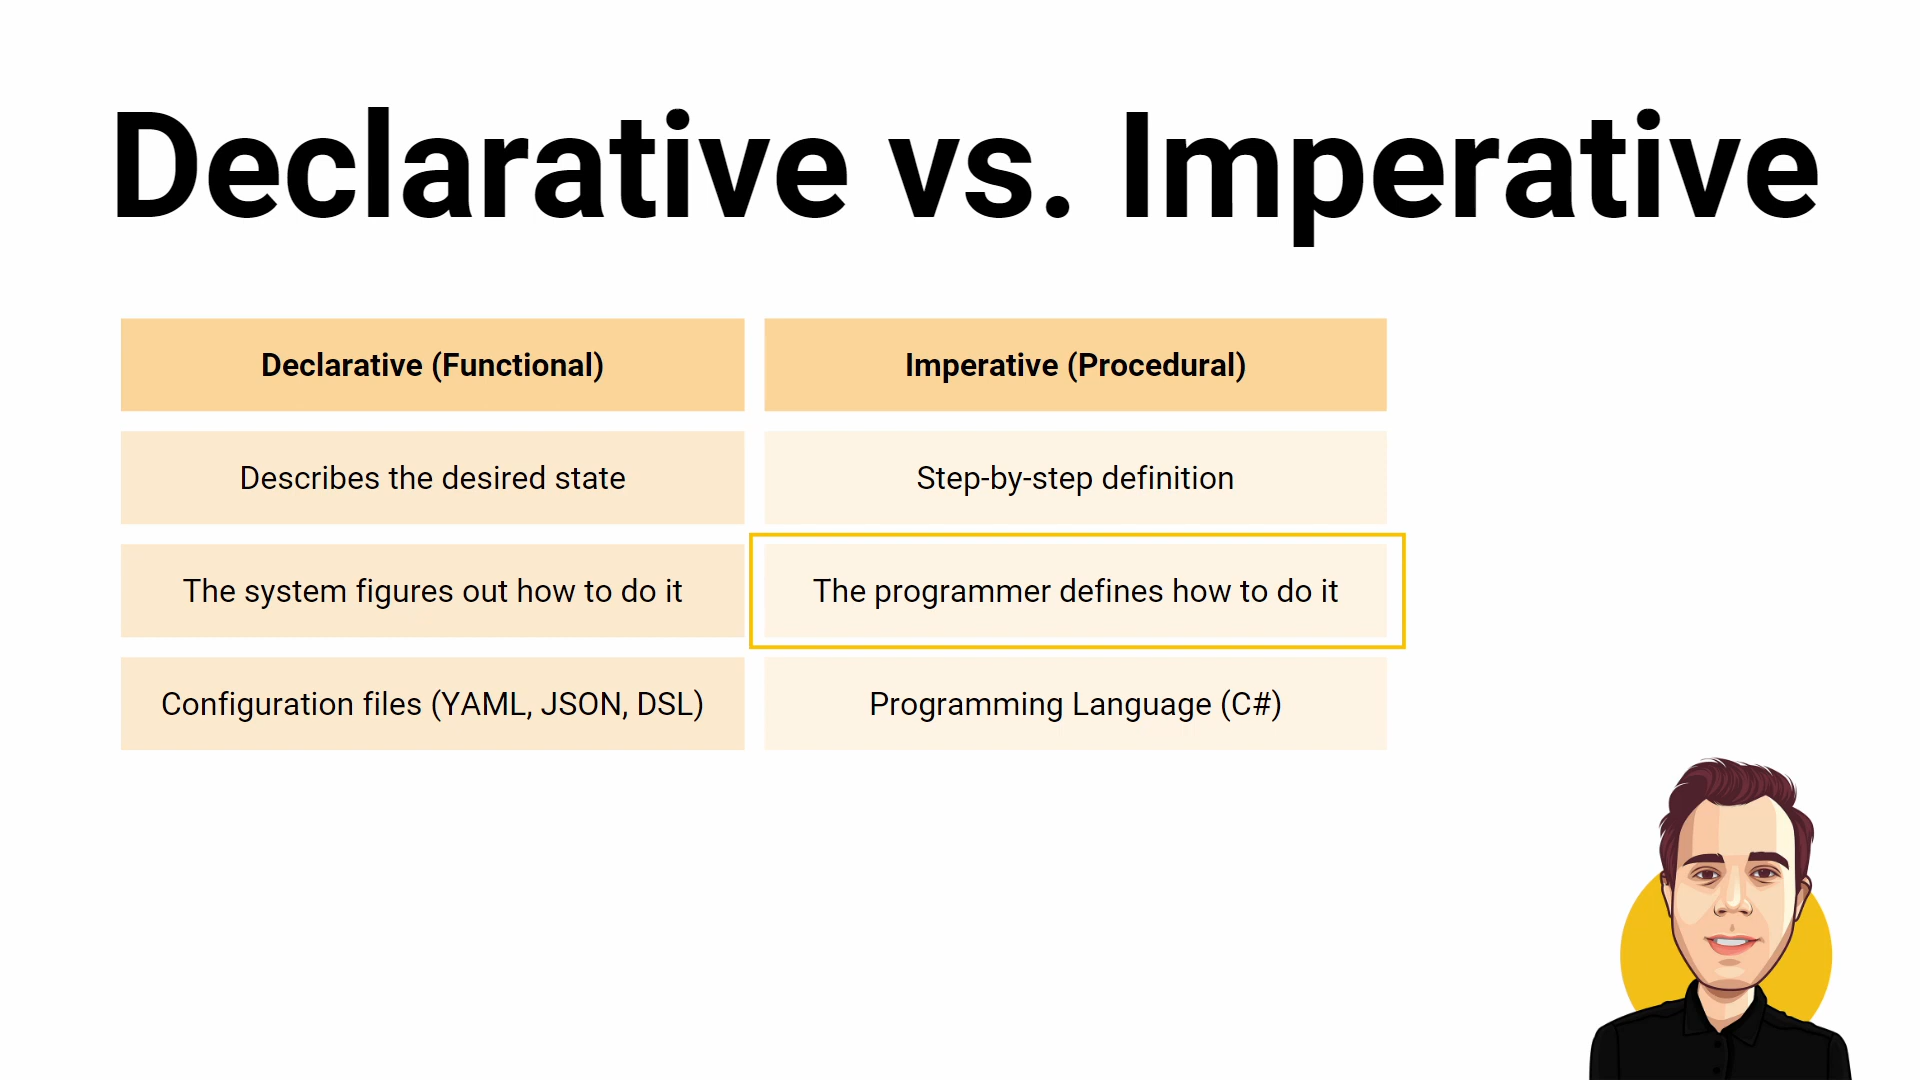 Declarative vs. Imperative
Declarative (Functional)
Imperative (Procedural)
Describes the desired state
Step-by-step definition
The system figures out how to do it
The programmer defines how to do it
Configuration files (YAML, JSON, DSL)
Programming Language (C#)